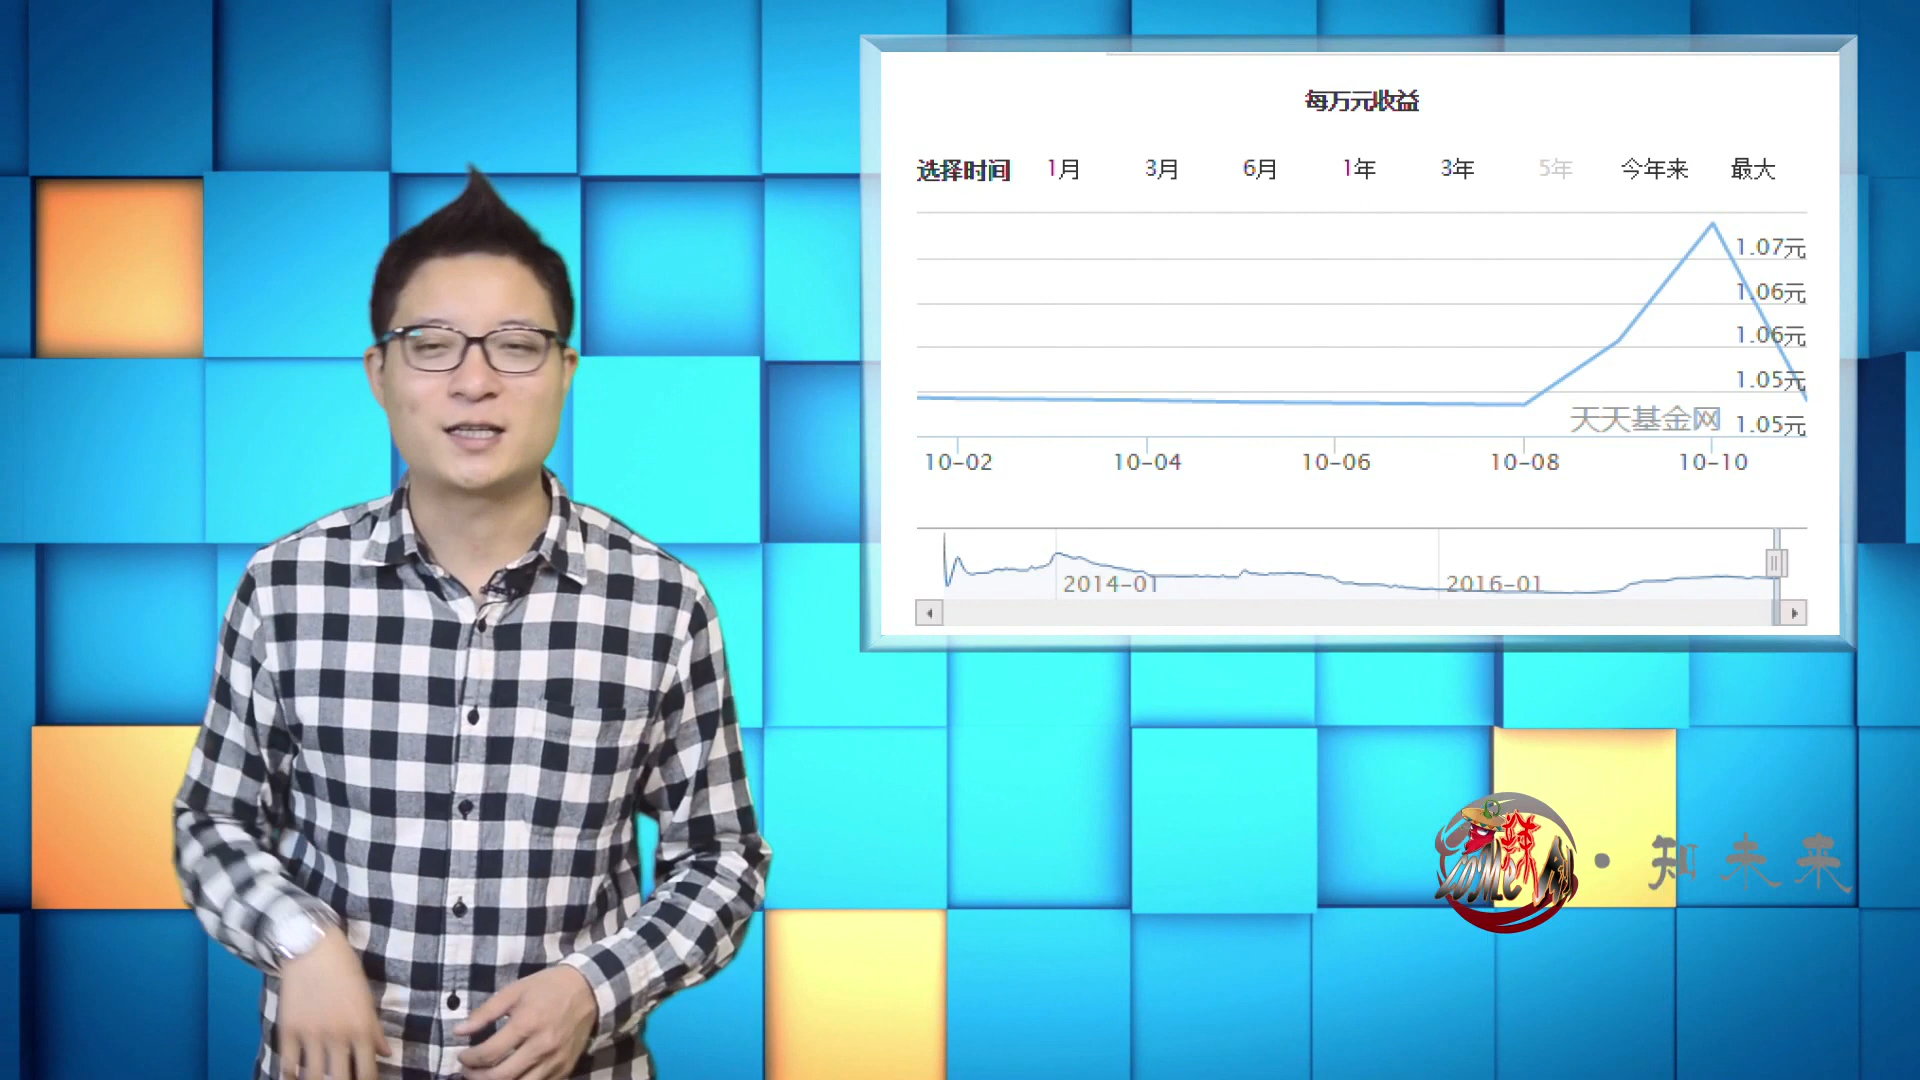 每万元收益
选择时间 1月 3月 6月 1年 3年 5年 今年来 最大
1.07元
1.06元
1.06元
1.05元
天天基金网 1.05元
10-02 10-04 10-06 10-08 10-10
2014-01 2016-01
辣
·知未来